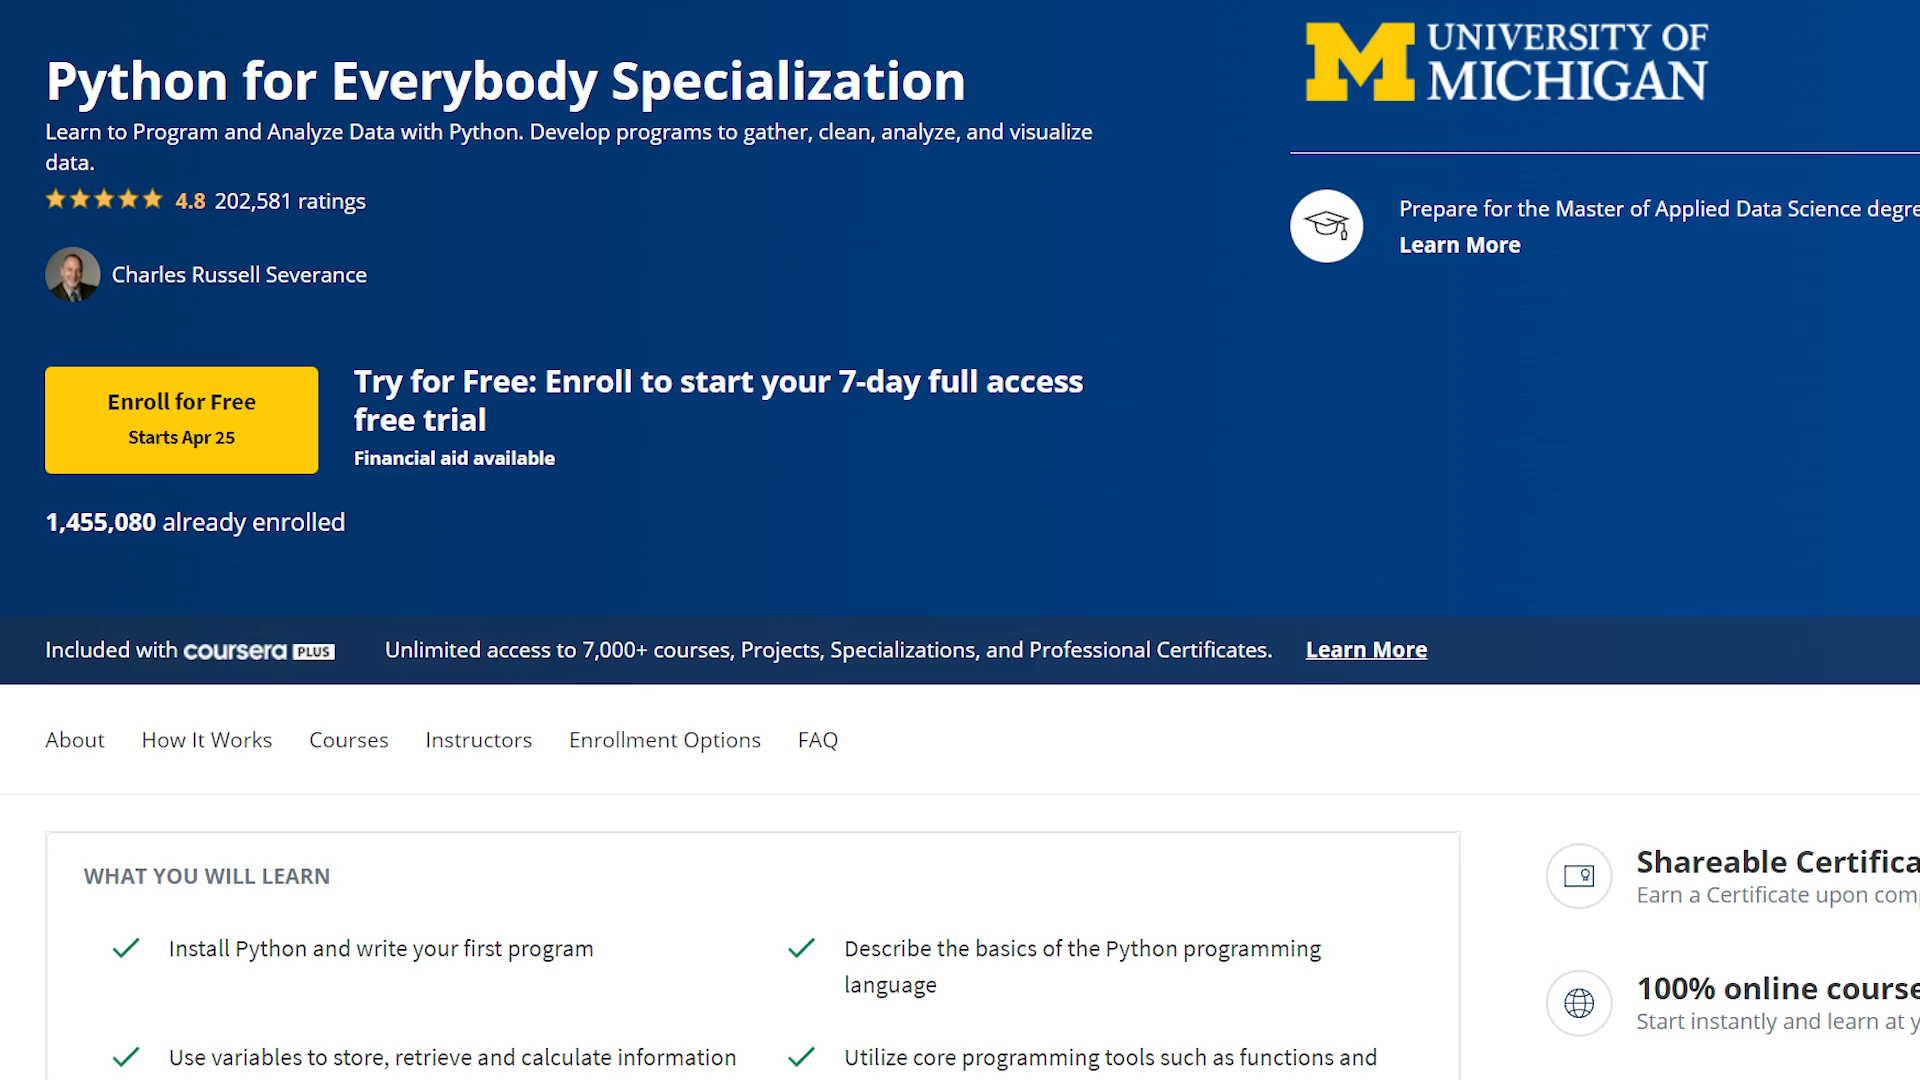 UNIVERSITY OF
MICHIGAN
Python for Everybody Specialization
Learn to Program and Analyze Data with Python. Develop programs to gather, clean, analyze, and visualize
data.
4.8 202,581 ratings
Prepare for the Master of Applied Data Science degre
Learn More
Charles Russell Severance
Enroll for Free
Starts Apr 25
Try for Free: Enroll to start your 7-day full access
free trial
Financial aid available
1,455,080 already enrolled
Included with coursera PLUS
Unlimited access to 7,000+ courses, Projects, Specializations, and Professional Certificates. Learn More
About How It Works Courses Instructors Enrollment Options FAQ
WHAT YOU WILL LEARN
Install Python and write your first program
Describe the basics of the Python programming
language
Use variables to store, retrieve and calculate information
Utilize core programming tools such as functions and
Shareable Certifica
Earn a Certificate upon com
100% online course
Start instantly and learn at y